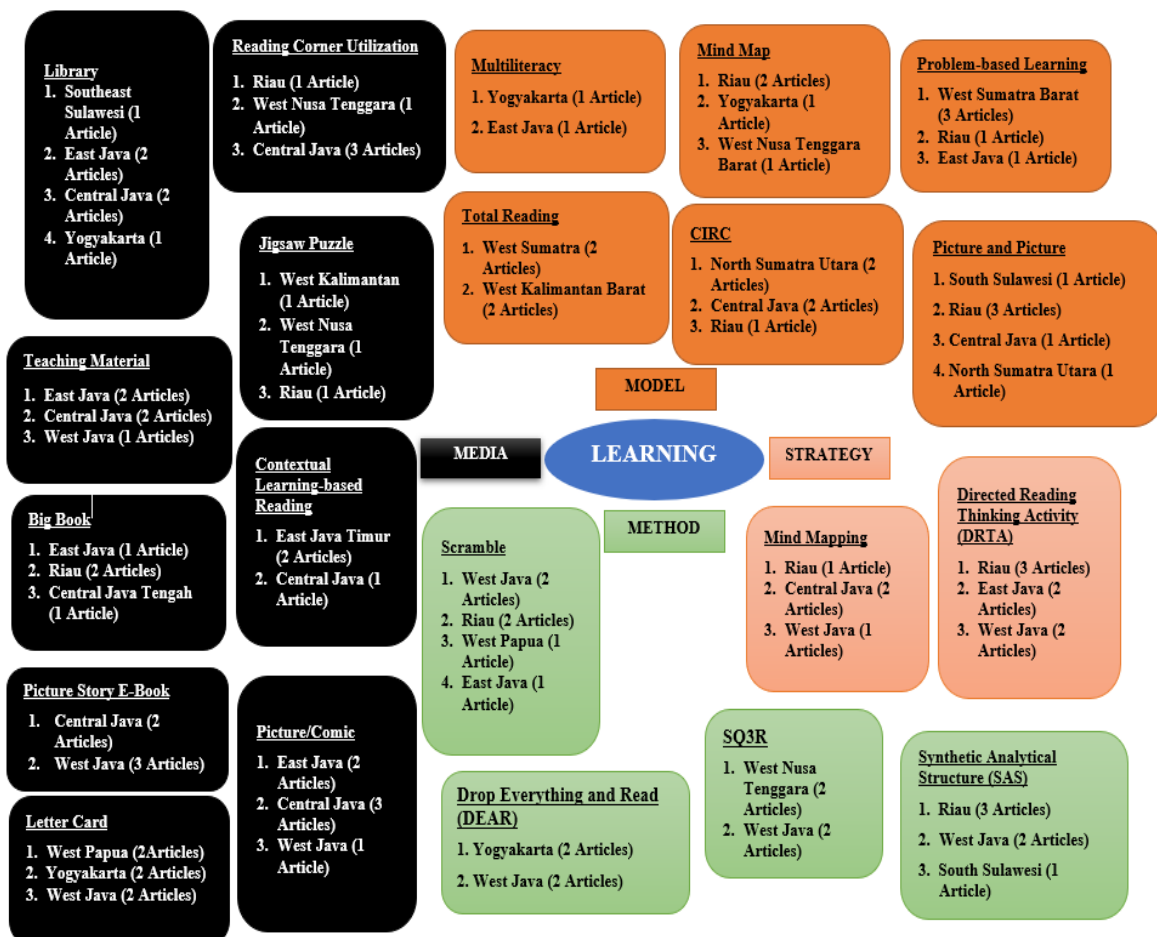 Library
1. Southeast
Sulawesi (1
Article)
2. East Java (2
Articles)
3. Central Java (2
Articles)
4. Yogyakarta (1
Article)
Reading Corner Utilization
1. Riau (1 Article)
2. West Nusa Tenggara (1
Article)
3. Central Java (3 Articles)
Multiliteracy
1. Yogyakarta (1 Article)
2. East Java (1 Article)
Mind Map
1. Riau (2 Articles)
2. Yogyakarta (1
Article)
3. West Nusa Tenggara
Barat (1 Article)
Problem-based Learning
1. West Sumatra Barat
(3 Articles)
2. Riau (1 Article)
3. East Java (1 Article)
Jigsaw Puzzle
1. West Kalimantan
(1 Article)
2. West Nusa
Tenggara (1
Article)
3. Riau (1 Article)
Total Reading
1. West Sumatra (2
Articles)
2. West Kalimantan Barat
(2 Articles)
CIRC
1. North Sumatra Utara (2
Articles)
2. Central Java (2 Articles)
3. Riau (1 Article)
Picture and Picture
1. South Sulawesi (1 Article)
2. Riau (3 Articles)
3. Central Java (1 Article)
4. North Sumatra Utara (1
Article)
Teaching Material
1. East Java (2 Articles)
2. Central Java (2 Articles)
3. West Java (1 Articles)
MODEL
MEDIA
LEARNING
STRATEGY
METHOD
Contextual
Learning-based
Reading
1. East Java Timur
(2 Articles)
2. Central Java (1
Article)
Big Book
1. East Java (1 Article)
2. Riau (2 Articles)
3. Central Java Tengah
(1 Article)
Scramble
1. West Java (2
Articles)
2. Riau (2 Articles)
3. West Papua (1
Article)
4. East Java (1
Article)
Mind Mapping
1. Riau (1 Article)
2. Central Java (2
Articles)
3. West Java (1
Articles)
Directed Reading
Thinking Activity
(DRTA)
1. Riau (3 Articles)
2. East Java (2
Articles)
3. West Java (2
Articles)
Picture Story E-Book
1. Central Java (2
Articles)
2. West Java (3 Articles)
Picture/Comic
1. East Java (2
Articles)
2. Central Java (3
Articles)
3. West Java (1
Article)
Letter Card
1. West Papua (2Articles)
2. Yogyakarta (2 Articles)
3. West Java (2 Articles)
Drop Everything and Read
(DEAR)
1. Yogyakarta (2 Articles)
2. West Java (2 Articles)
SQ3R
1. West Nusa
Tenggara (2
Articles)
2. West Java (2
Articles)
Synthetic Analytical
Structure (SAS)
1. Riau (3 Articles)
2. West Java (2 Articles)
3. South Sulawesi (1
Article)